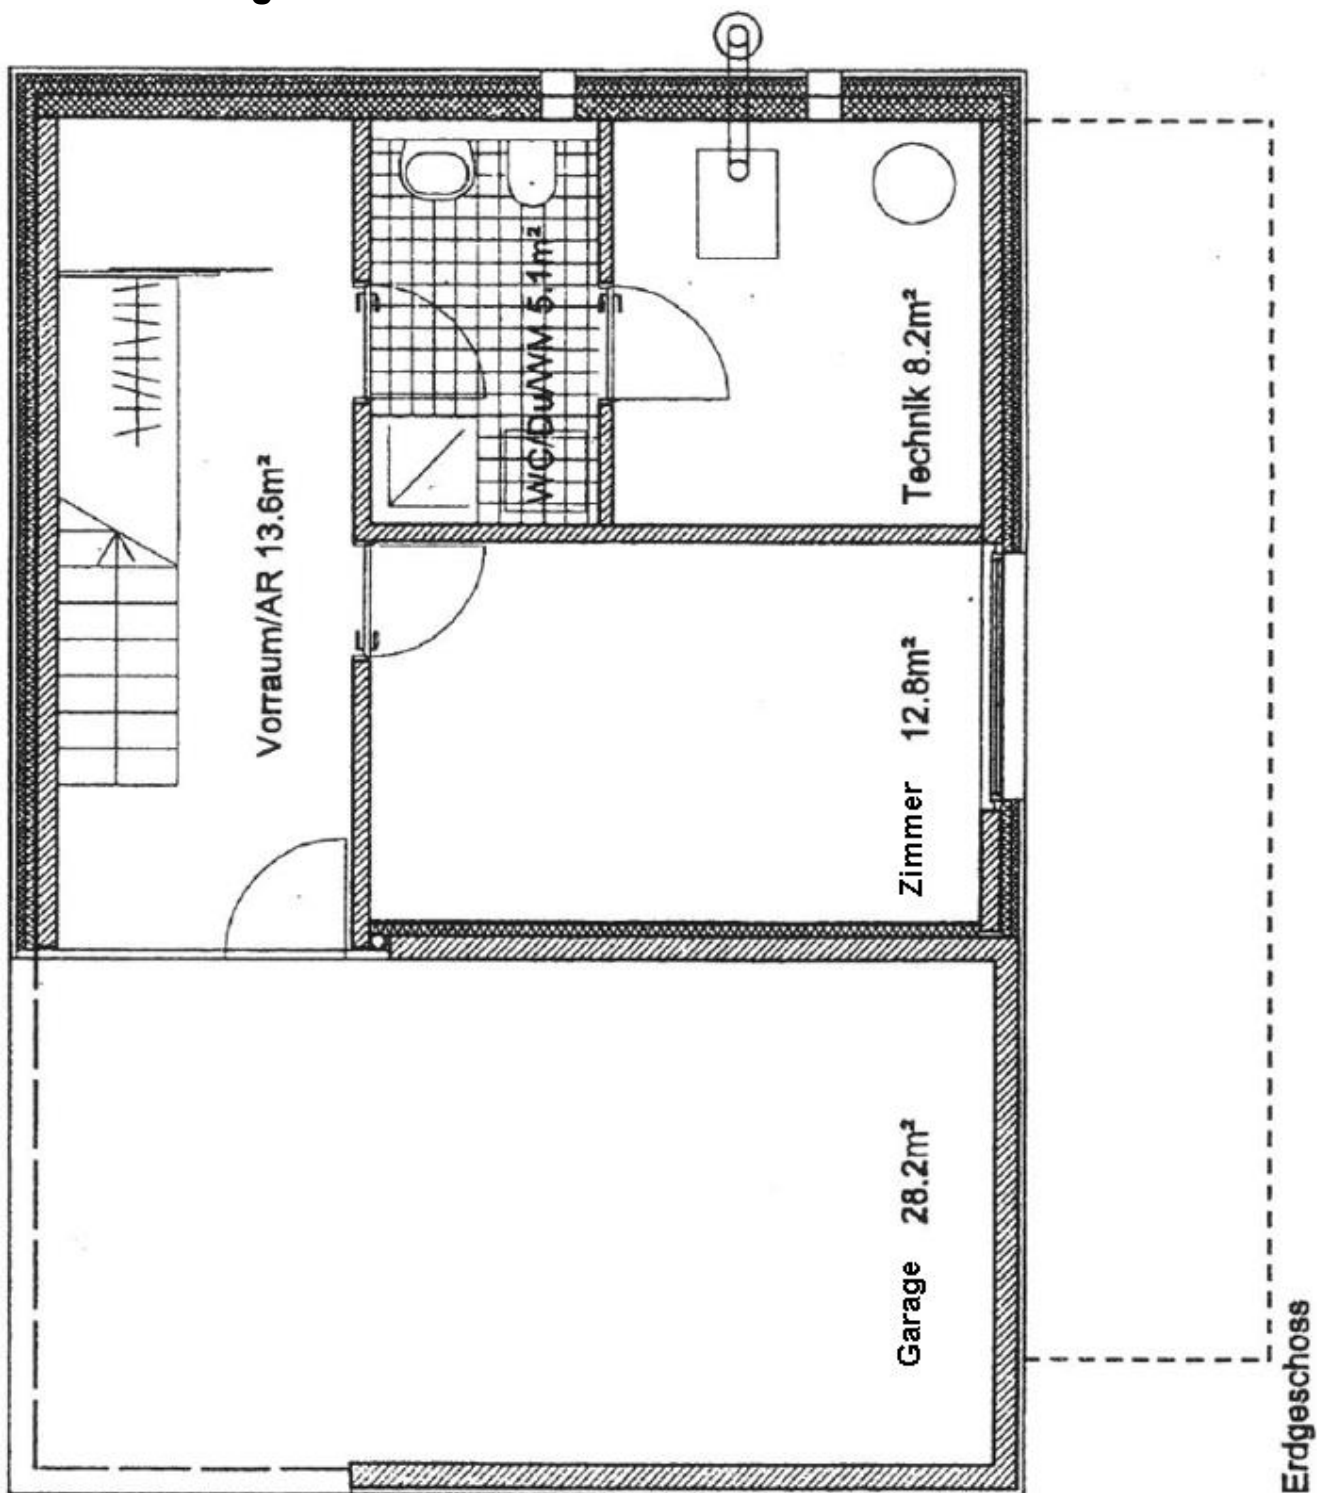 Vorraum/AR 13.6m²
WC/Du/WM 5.1m²
Technik 8.2m²
Zimmer 12.8m²
Garage 28.2m²
Erdgeschoss